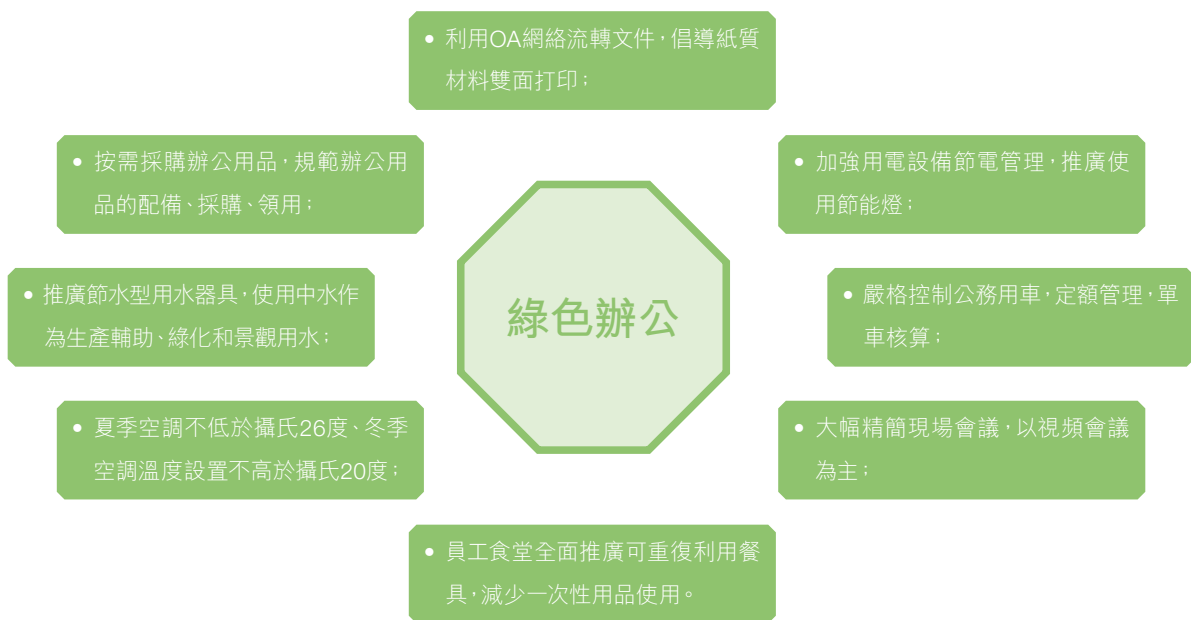 • 利用OA網絡流轉文件，倡導紙質
材料雙面打印；
• 按需採購辦公用品，規範辦公用
品的配備、採購、領用；
• 加強用電設備節電管理，推廣使
用節能燈；
• 推廣節水型用水器具，使用中水作
為生產輔助、綠化和景觀用水；
綠色辦公
• 嚴格控制公務用車，定額管理，單
車核算；
• 夏季空調不低於攝氏26度、冬季
空調溫度設置不高於攝氏20度；
• 大幅精簡現場會議，以視頻會議
為主；
• 員工食堂全面推廣可重復利用餐
具，減少一次性用品使用。